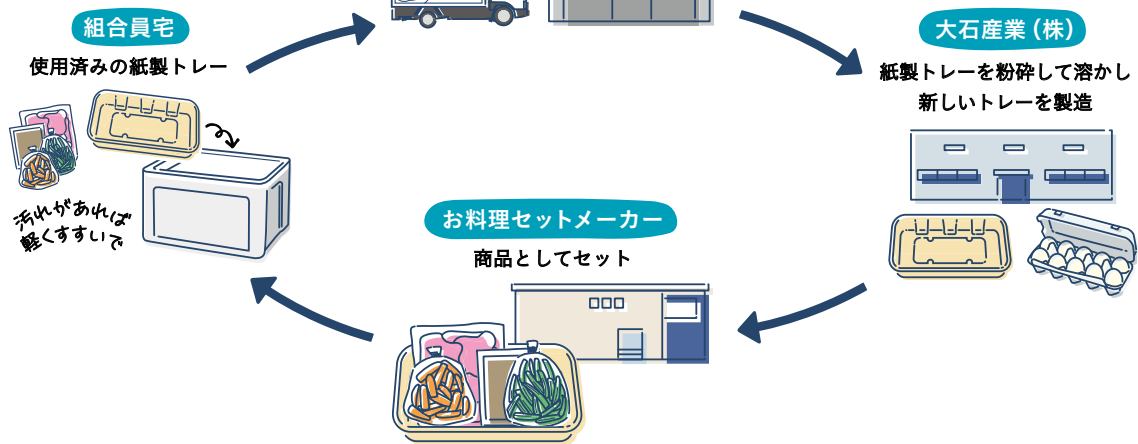 組合員宅
使用済みの紙製トレー
汚れがあれば
軽くすすいで
大石産業(株)
紙製トレーを粉砕して溶かし
新しいトレーを製造
お料理セットメーカー
商品としてセット